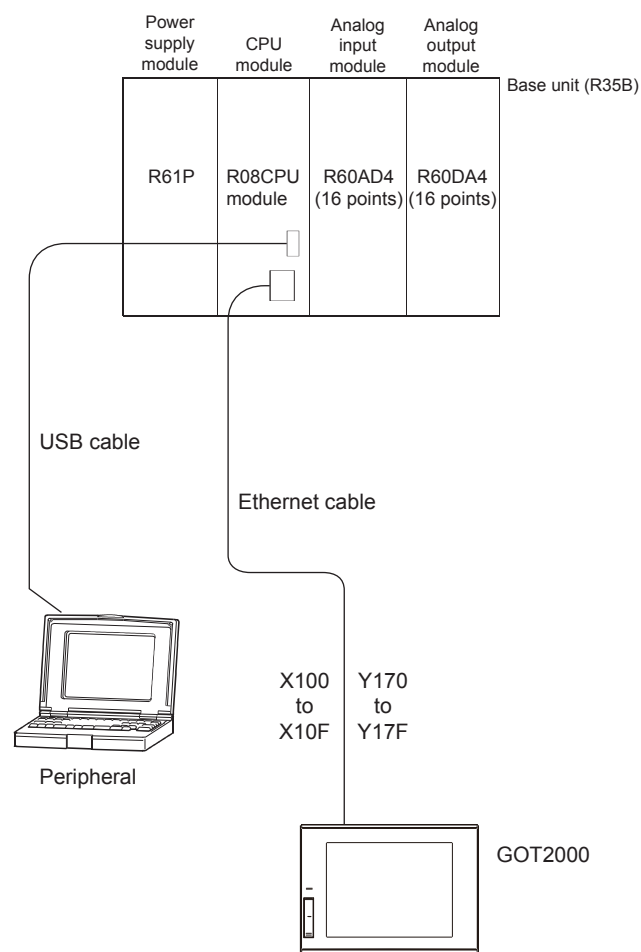 Power
supply
module
CPU
module
Analog
input
module
Analog
output
module
Base unit (R35B)
R61P
R08CPU
module
R60AD4
(16 points)
R60DA4
(16 points)
USB cable
Ethernet cable
X100
to
X10F
Y170
to
Y17F
Peripheral
GOT2000